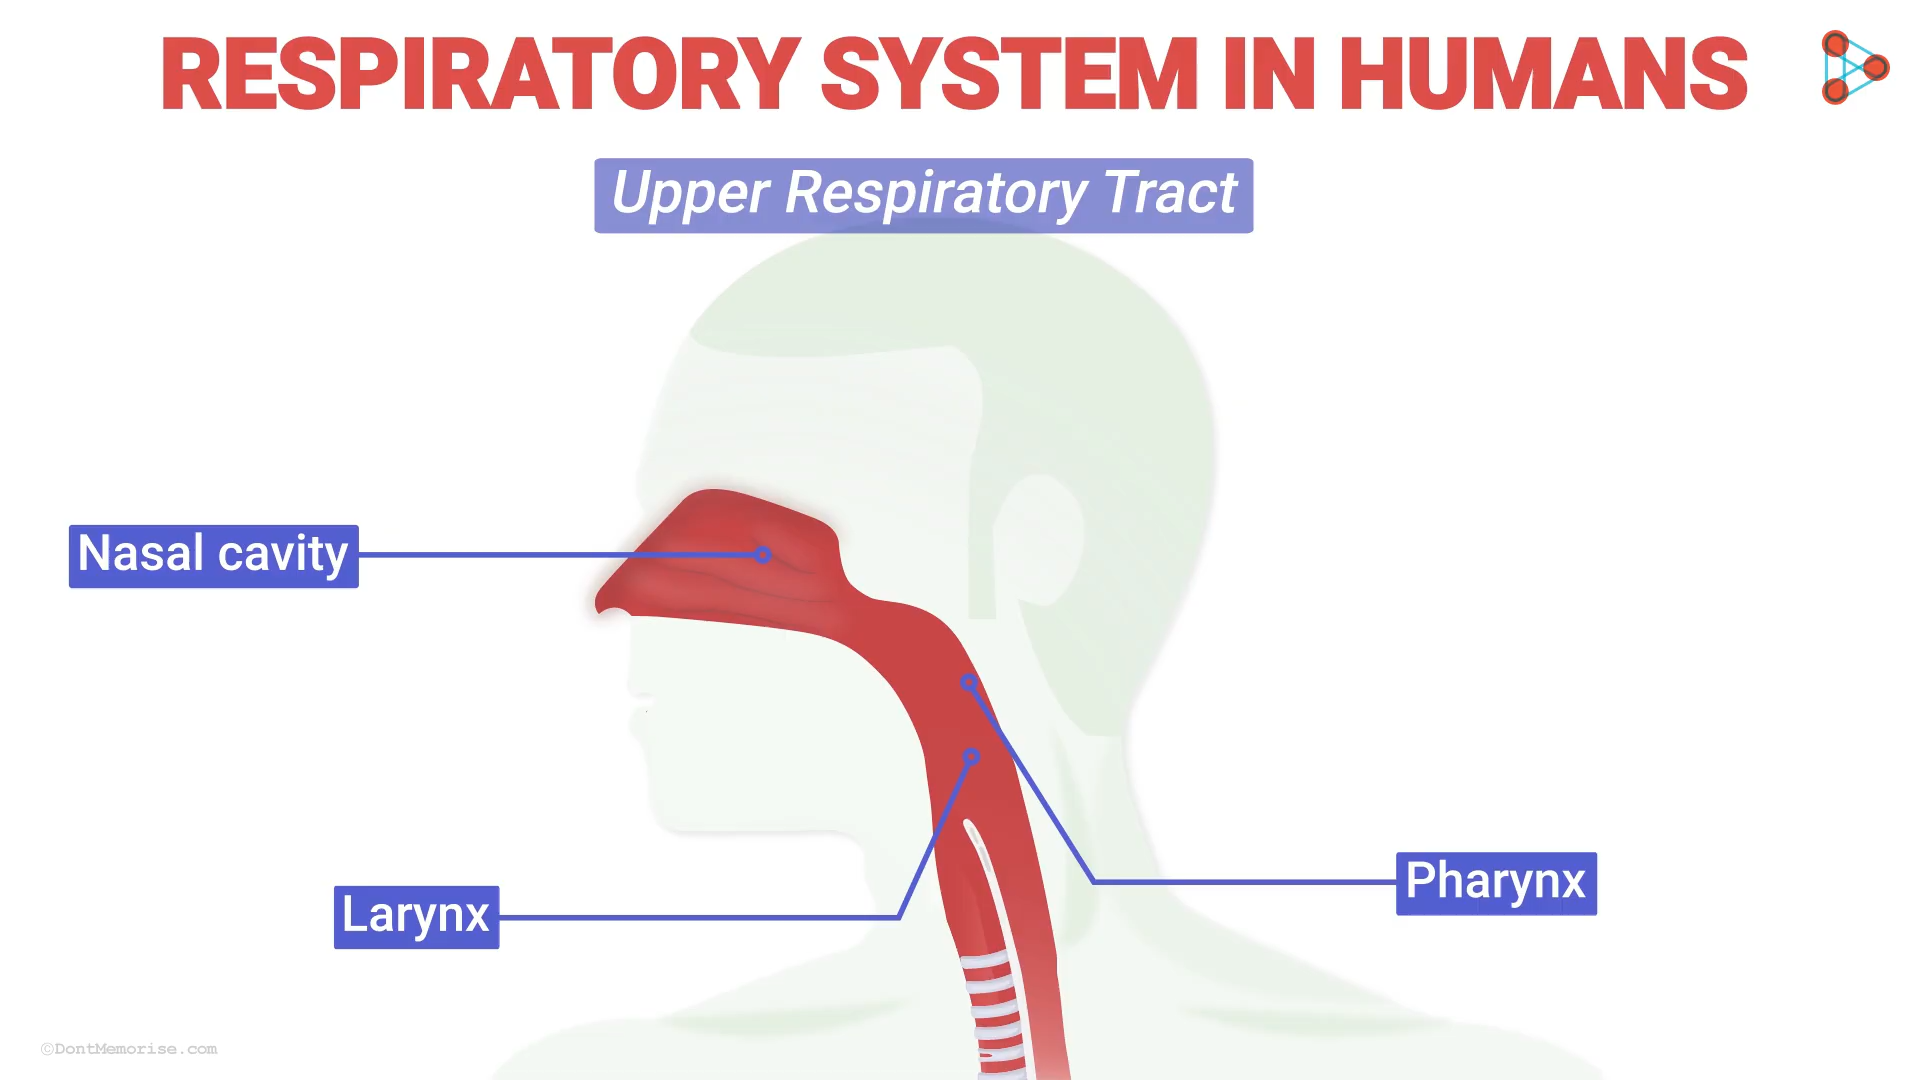 RESPIRATORY SYSTEM IN HUMANS
Upper Respiratory Tract
Nasal cavity
Pharynx
Larynx
©DontMemorise.com